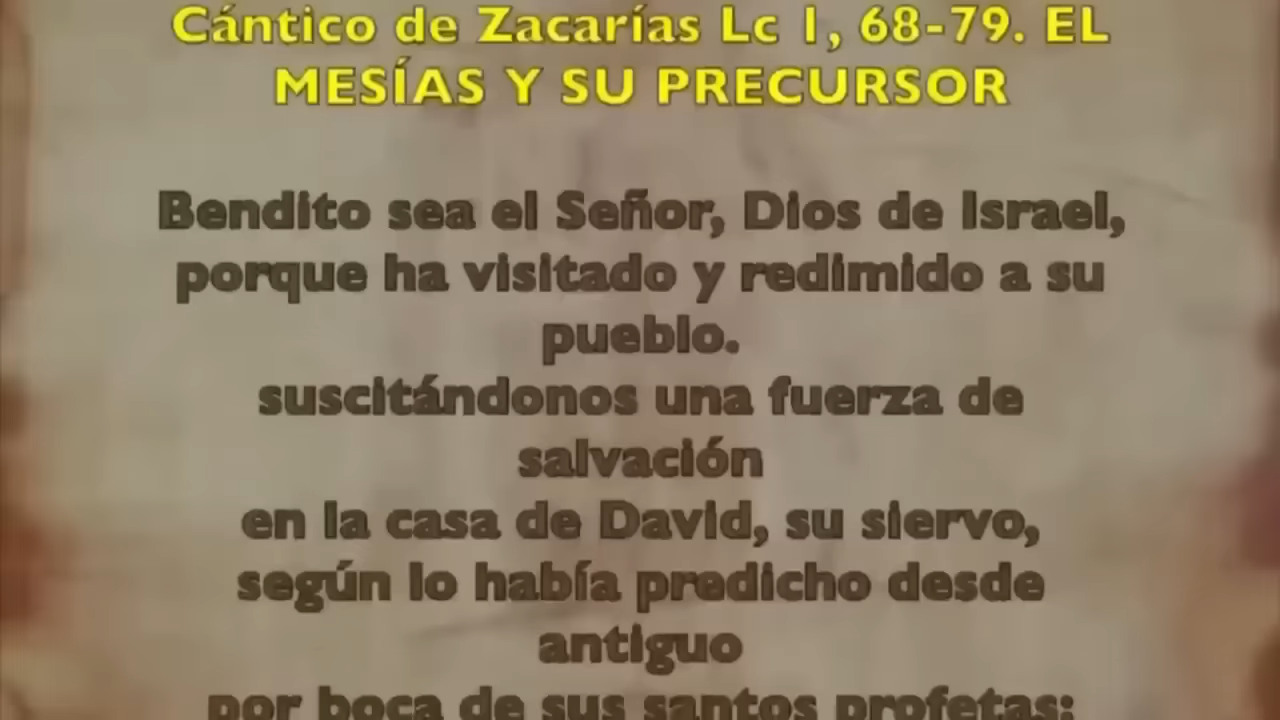 Cántico de Zacarías Lc 1, 68-79. EL
MESÍAS Y SU PRECURSOR
Bendito sea el Señor, Dios de Israel,
porque ha visitado y redimido a su
pueblo.
suscitándonos una fuerza de
salvación
en la casa de David, su siervo,
según lo había predicho desde
antiguo
por boca de sus santos profetas: